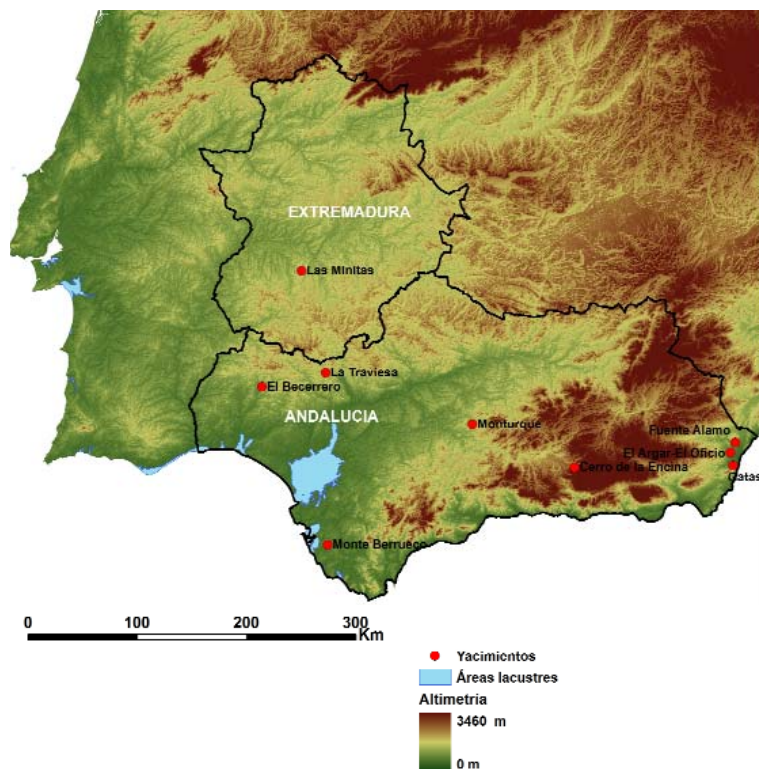 EXTREMADURA
Las Minitas
La Traviesa
El Becerrero
ANDALUCIA
Monturque
Fuente Alamo
El Argar-El Oficio
Cerro de la Encina
Gatas
Monte Berrueco
0 100 200 300
Km
Yacimientos
Áreas lacustres
Altimetria
3460 m
0 m